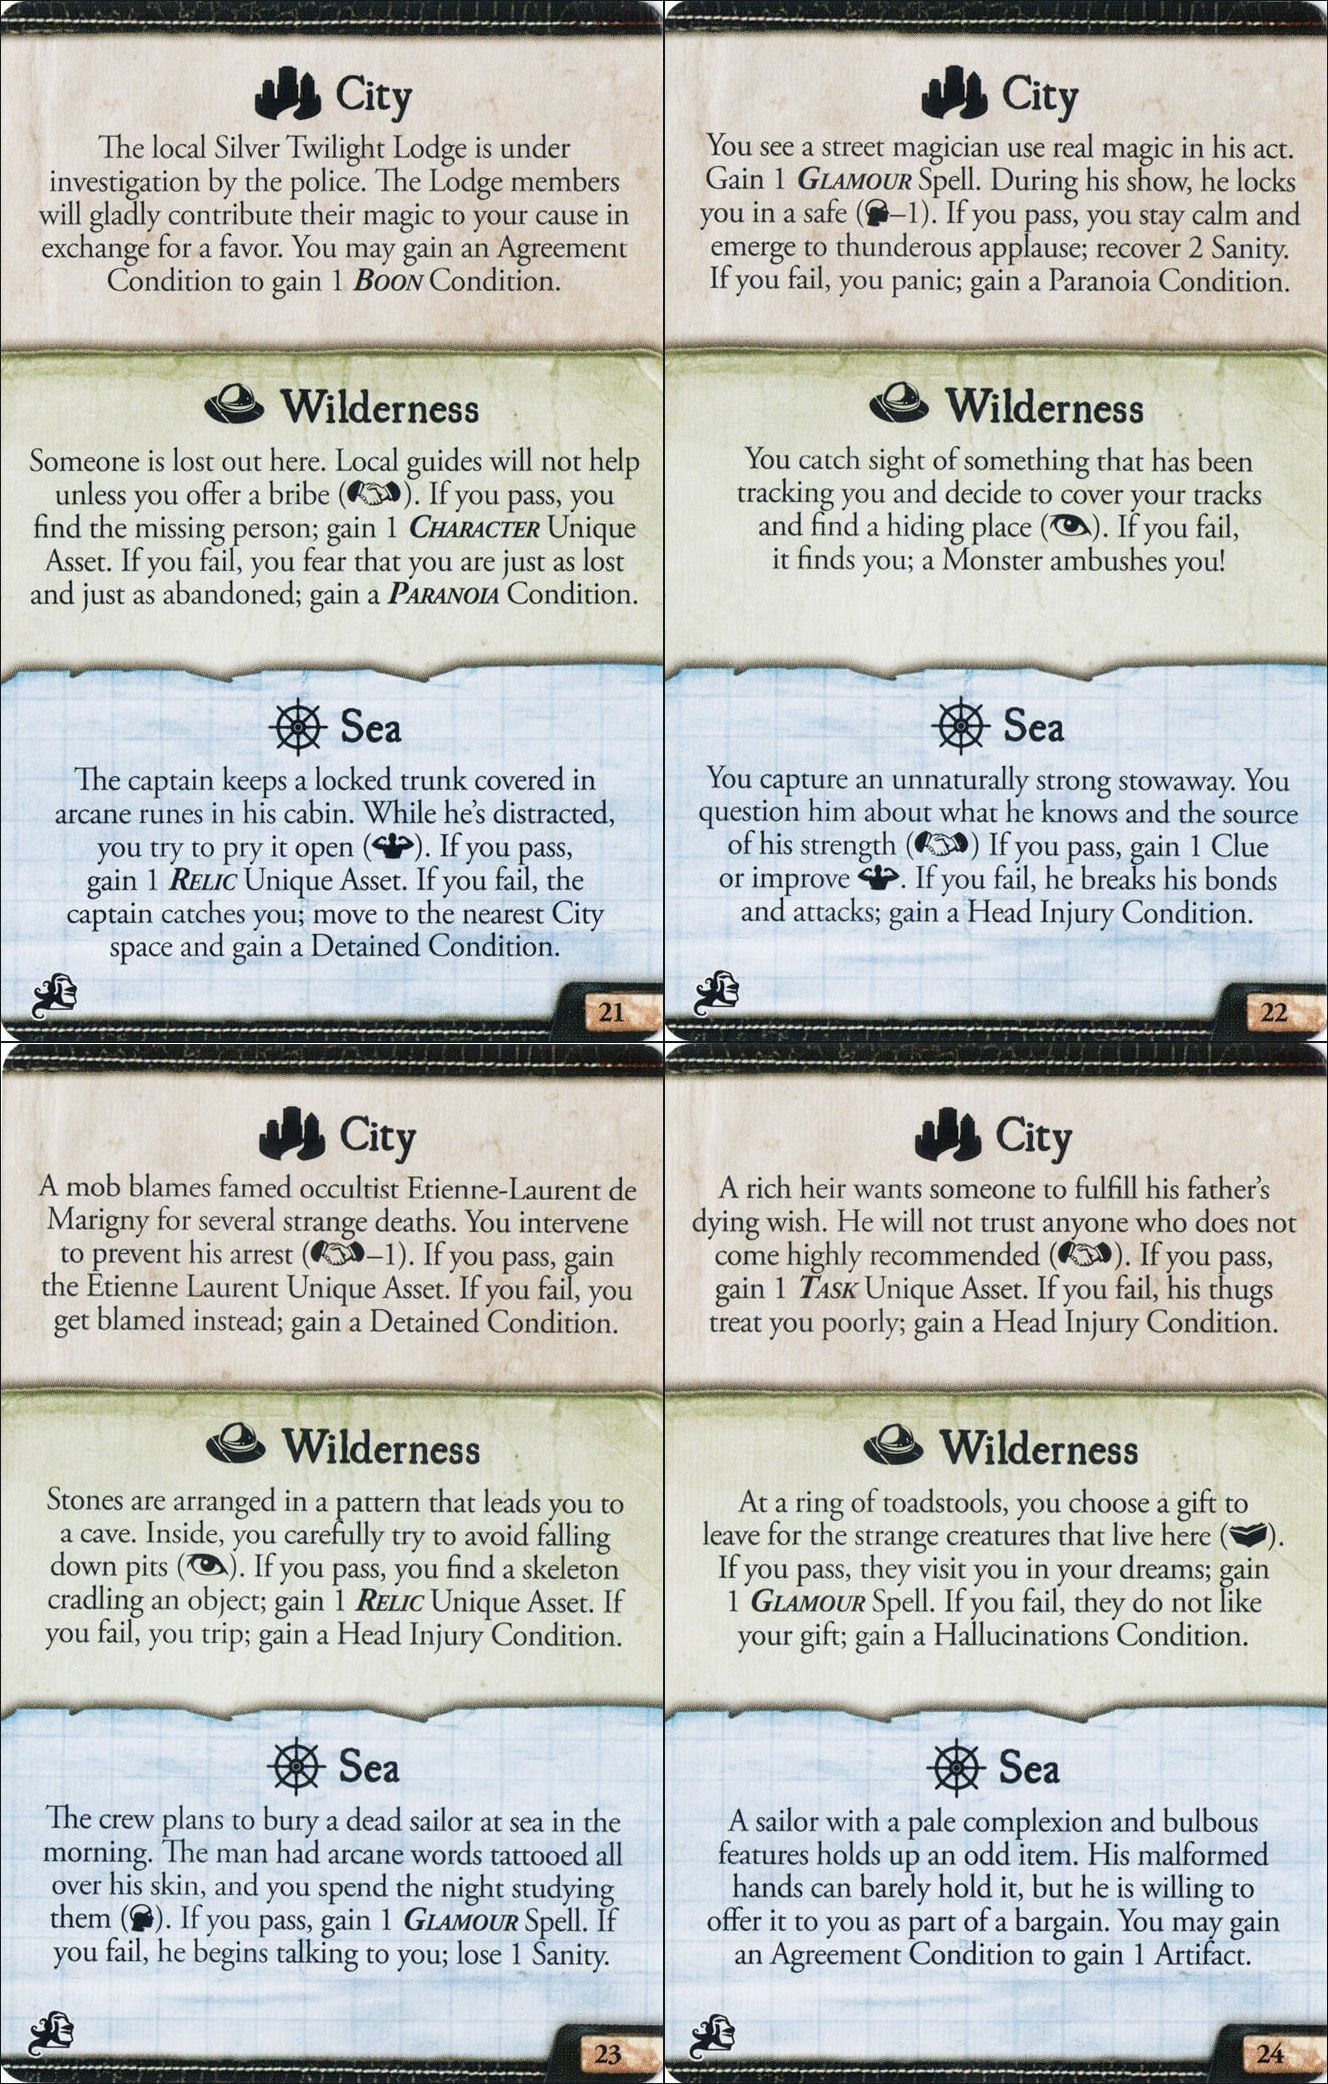 City
The local Silver Twilight Lodge is under
investigation by the police. The Lodge members
will gladly contribute their magic to your cause in
exchange for a favor. You may gain an Agreement
Condition to gain 1 BOON Condition.
Wilderness
Someone is lost out here. Local guides will not help
unless you offer a bribe (). If you pass, you
find the missing person; gain 1 CHARACTER Unique
Asset. If you fail, you fear that you are just as lost
and just as abandoned; gain a PARANOIA Condition.
Sea
The captain keeps a locked trunk covered in
arcane runes in his cabin. While he's distracted,
you try to pry it open (). If you pass,
gain 1 RELIC Unique Asset. If you fail, the
captain catches you; move to the nearest City
space and gain a Detained Condition.
21
City
You see a street magician use real magic in his act.
Gain 1 GLAMOUR Spell. During his show, he locks
you in a safe (–1). If you pass, you stay calm and
emerge to thunderous applause; recover 2 Sanity.
If you fail, you panic; gain a Paranoia Condition.
Wilderness
You catch sight of something that has been
tracking you and decide to cover your tracks
and find a hiding place (). If you fail,
it finds you; a Monster ambushes you!
Sea
You capture an unnaturally strong stowaway. You
question him about what he knows and the source
of his strength () If you pass, gain 1 Clue
or improve . If you fail, he breaks his bonds
and attacks; gain a Head Injury Condition.
22
City
A mob blames famed occultist Etienne-Laurent de
Marigny for several strange deaths. You intervene
to prevent his arrest (–1). If you pass, gain
the Etienne Laurent Unique Asset. If you fail, you
get blamed instead; gain a Detained Condition.
Wilderness
Stones are arranged in a pattern that leads you to
a cave. Inside, you carefully try to avoid falling
down pits (). If you pass, you find a skeleton
cradling an object; gain 1 RELIC Unique Asset. If
you fail, you trip; gain a Head Injury Condition.
Sea
The crew plans to bury a dead sailor at sea in the
morning. The man had arcane words tattooed all
over his skin, and you spend the night studying
them (). If you pass, gain 1 GLAMOUR Spell. If
you fail, he begins talking to you; lose 1 Sanity.
23
City
A rich heir wants someone to fulfill his father's
dying wish. He will not trust anyone who does not
come highly recommended (). If you pass,
gain 1 TASK Unique Asset. If you fail, his thugs
treat you poorly; gain a Head Injury Condition.
Wilderness
At a ring of toadstools, you choose a gift to
leave for the strange creatures that live here ().
If you pass, they visit you in your dreams; gain
1 GLAMOUR Spell. If you fail, they do not like
your gift; gain a Hallucinations Condition.
Sea
A sailor with a pale complexion and bulbous
features holds up an odd item. His malformed
hands can barely hold it, but he is willing to
offer it to you as part of a bargain. You may gain
an Agreement Condition to gain 1 Artifact.
24